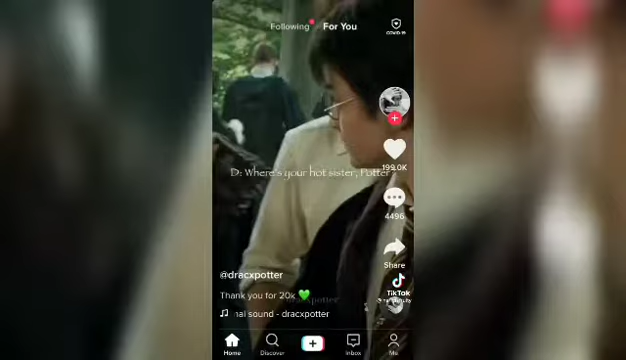 Following For You
COVID-19
D: Where's your hot sister, Potter
199.0K
4496
Share
@dracxpotter
TikTok
Thank you for 20k 💚
dracxpotter
nal sound - dracxpotter
Home Discover Inbox Me